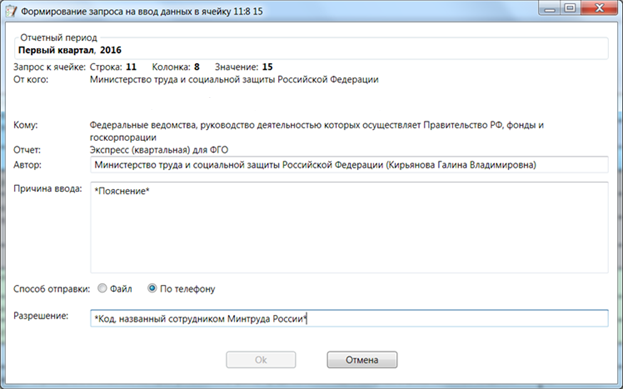 Формирование запроса на ввод данных в ячейку 11:8 15
Отчетный период
Первый квартал, 2016
Запрос к ячейке: Строка: 11 Колонка: 8 Значение: 15
От кого: Министерство труда и социальной защиты Российской Федерации
Кому: Федеральные ведомства, руководство деятельностью которых осуществляет Правительство РФ, фонды и
госкорпорации
Отчет: Экспресс (квартальная) для ФГО
Автор: Министерство труда и социальной защиты Российской Федерации (Кирьянова Галина Владимировна)
Причина ввода: *Пояснение*
Способ отправки: Файл По телефону
Разрешение: *Код, названный сотрудником Минтруда России*
Ok Отмена